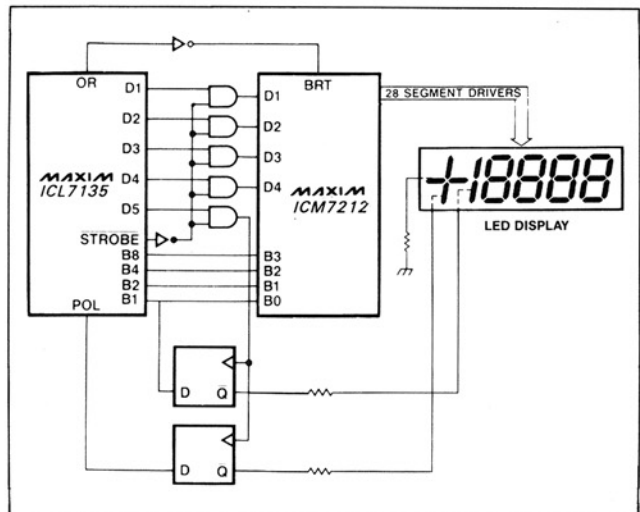 OR
BRT
D1
D2
D3
D4
D5
STROBE
B8
B4
B2
B1
POL
MAXIM
ICL7135
D1
D2
D3
D4
B3
B2
B1
B0
MAXIM
ICM7212
28 SEGMENT DRIVERS
+18888
LED DISPLAY
D Q̄
D Q